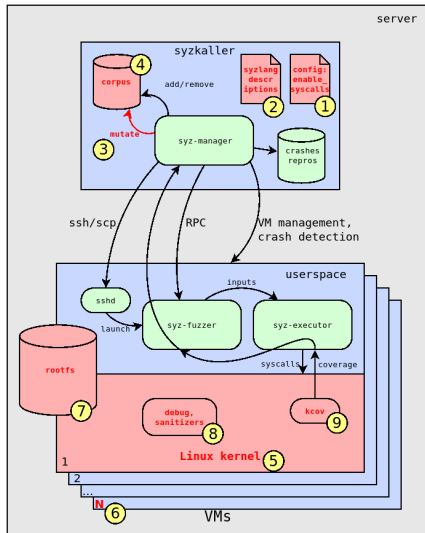 server
syzkaller
4
corpus
add/remove
syzlang
descr
iptions
2
config:
enable_
syscalls
1
mutate
3
syz-manager
crashes
repros
ssh/scp
RPC
VM management,
crash detection
userspace
sshd
inputs
launch
syz-fuzzer
syz-executor
rootfs
syscalls
coverage
7
debug,
sanitizers
8
kcov
9
Linux kernel
5
1
2
...
N
6
VMs